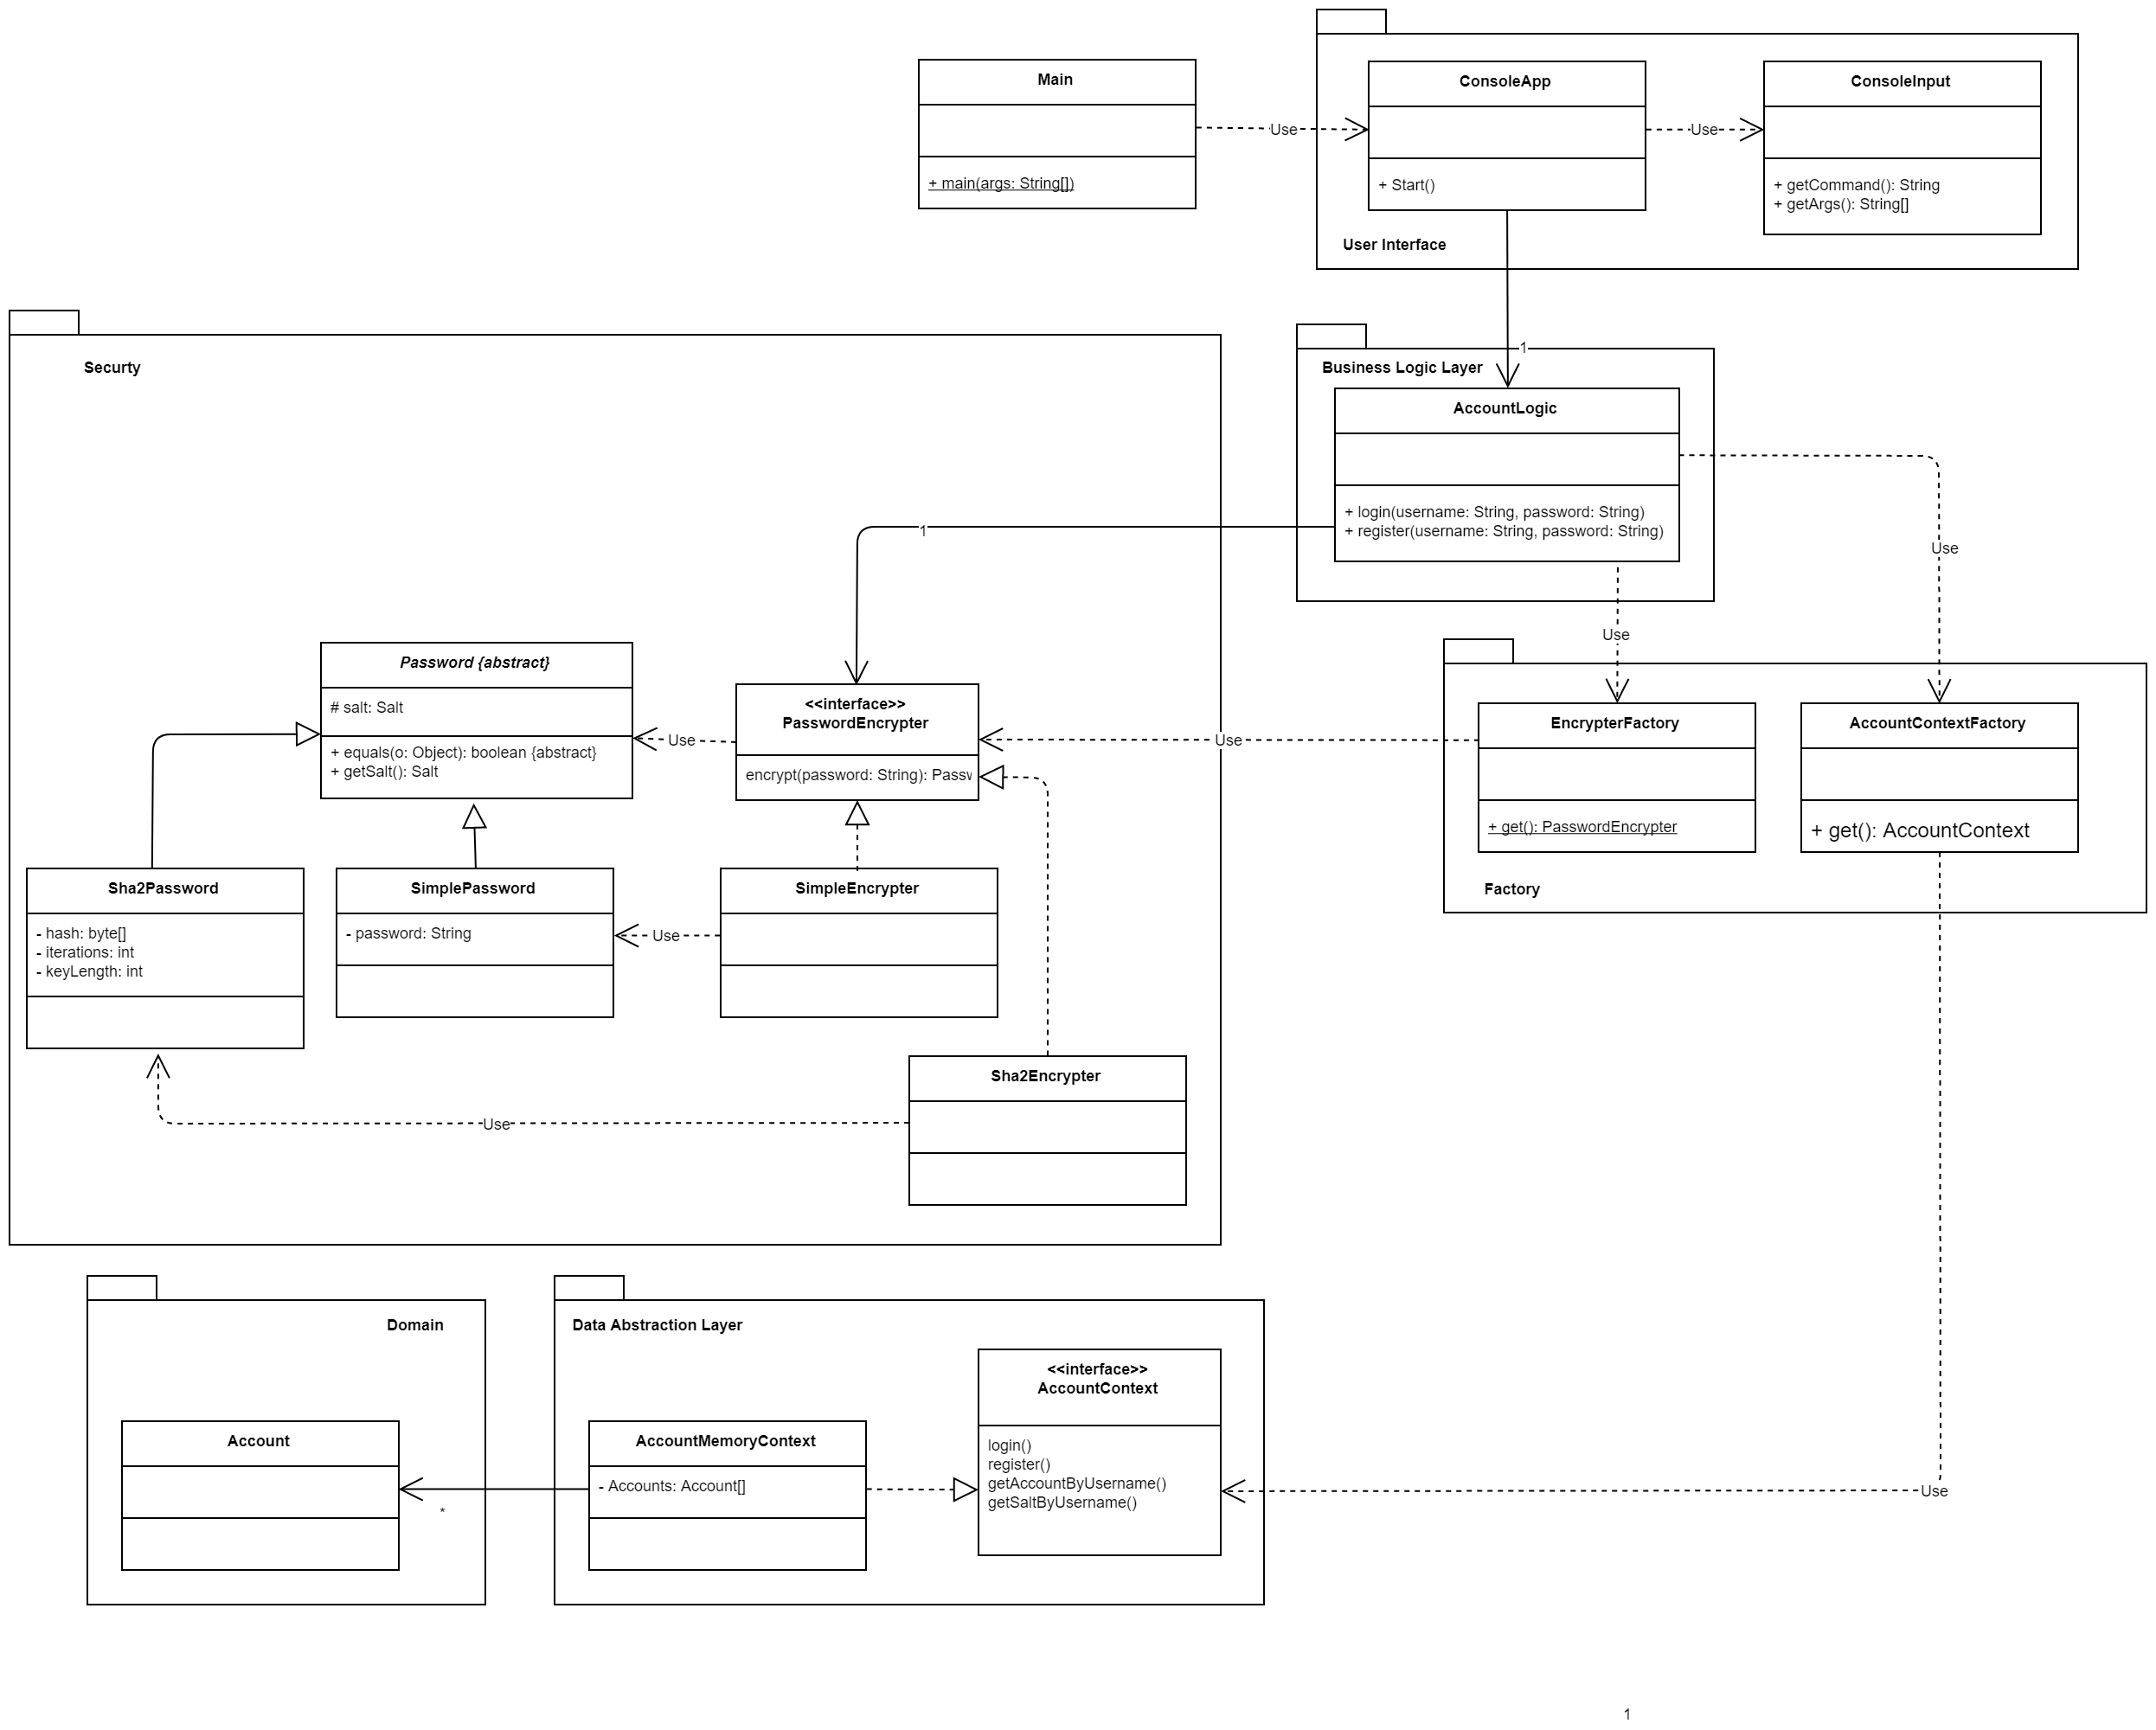 Main
+ main(args: String[])
Use
ConsoleApp
+ Start()
Use
ConsoleInput
+ getCommand(): String
+ getArgs(): String[]
User Interface
1
Securty
Business Logic Layer
AccountLogic
+ login(username: String, password: String)
+ register(username: String, password: String)
1
Use
Use
Password {abstract}
# salt: Salt
+ equals(o: Object): boolean {abstract}
+ getSalt(): Salt
Use
<<interface>>
PasswordEncrypter
encrypt(password: String): Passw
Use
EncrypterFactory
+ get(): PasswordEncrypter
AccountContextFactory
+ get(): AccountContext
Factory
Sha2Password
- hash: byte[]
- iterations: int
- keyLength: int
SimplePassword
- password: String
Use
SimpleEncrypter
Sha2Encrypter
Use
Domain
Account
*
Data Abstraction Layer
AccountMemoryContext
- Accounts: Account[]
<<interface>>
AccountContext
login()
register()
getAccountByUsername()
getSaltByUsername()
Use
1